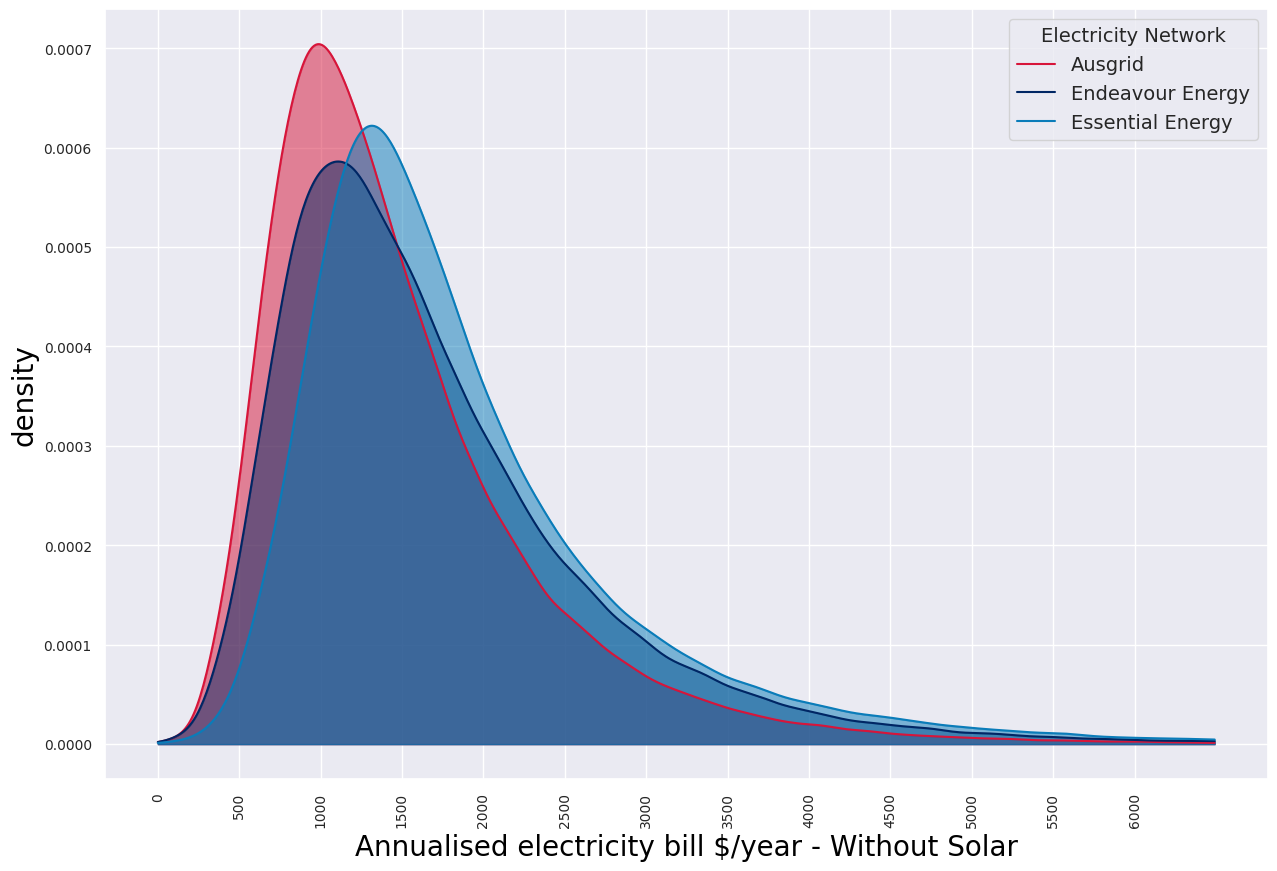 Electricity Network
Ausgrid
Endeavour Energy
Essential Energy
0.0007
0.0006
0.0005
0.0004
0.0003
0.0002
0.0001
0.0000
density
0 500 1000 1500 2000 2500 3000 3500 4000 4500 5000 5500 6000
Annualised electricity bill $/year - Without Solar